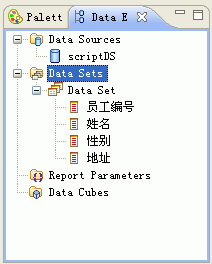 Palett Data E
Data Sources
scriptDS
Data Sets
Data Set
员工编号
姓名
性别
地址
Report Parameters
Data Cubes